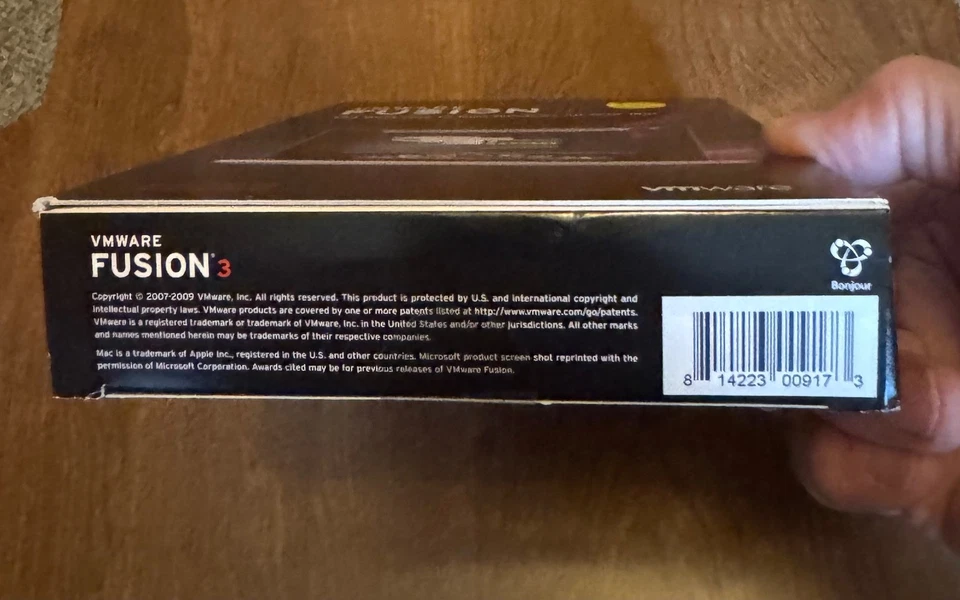 FUSION
vmware
VMWARE
FUSION® 3
Bonjour
Copyright © 2007-2009 VMware, Inc. All rights reserved. This product is protected by U.S. and international copyright and
intellectual property laws. VMware products are covered by one or more patents listed at http://www.vmware.com/go/patents.
VMware is a registered trademark or trademark of VMware, Inc. in the United States and/or other jurisdictions. All other marks
and names mentioned herein may be trademarks of their respective companies.
Mac is a trademark of Apple Inc., registered in the U.S. and other countries. Microsoft product screen shot reprinted with the
permission of Microsoft Corporation. Awards cited may be for previous releases of VMware Fusion.
8 14223 00917 3